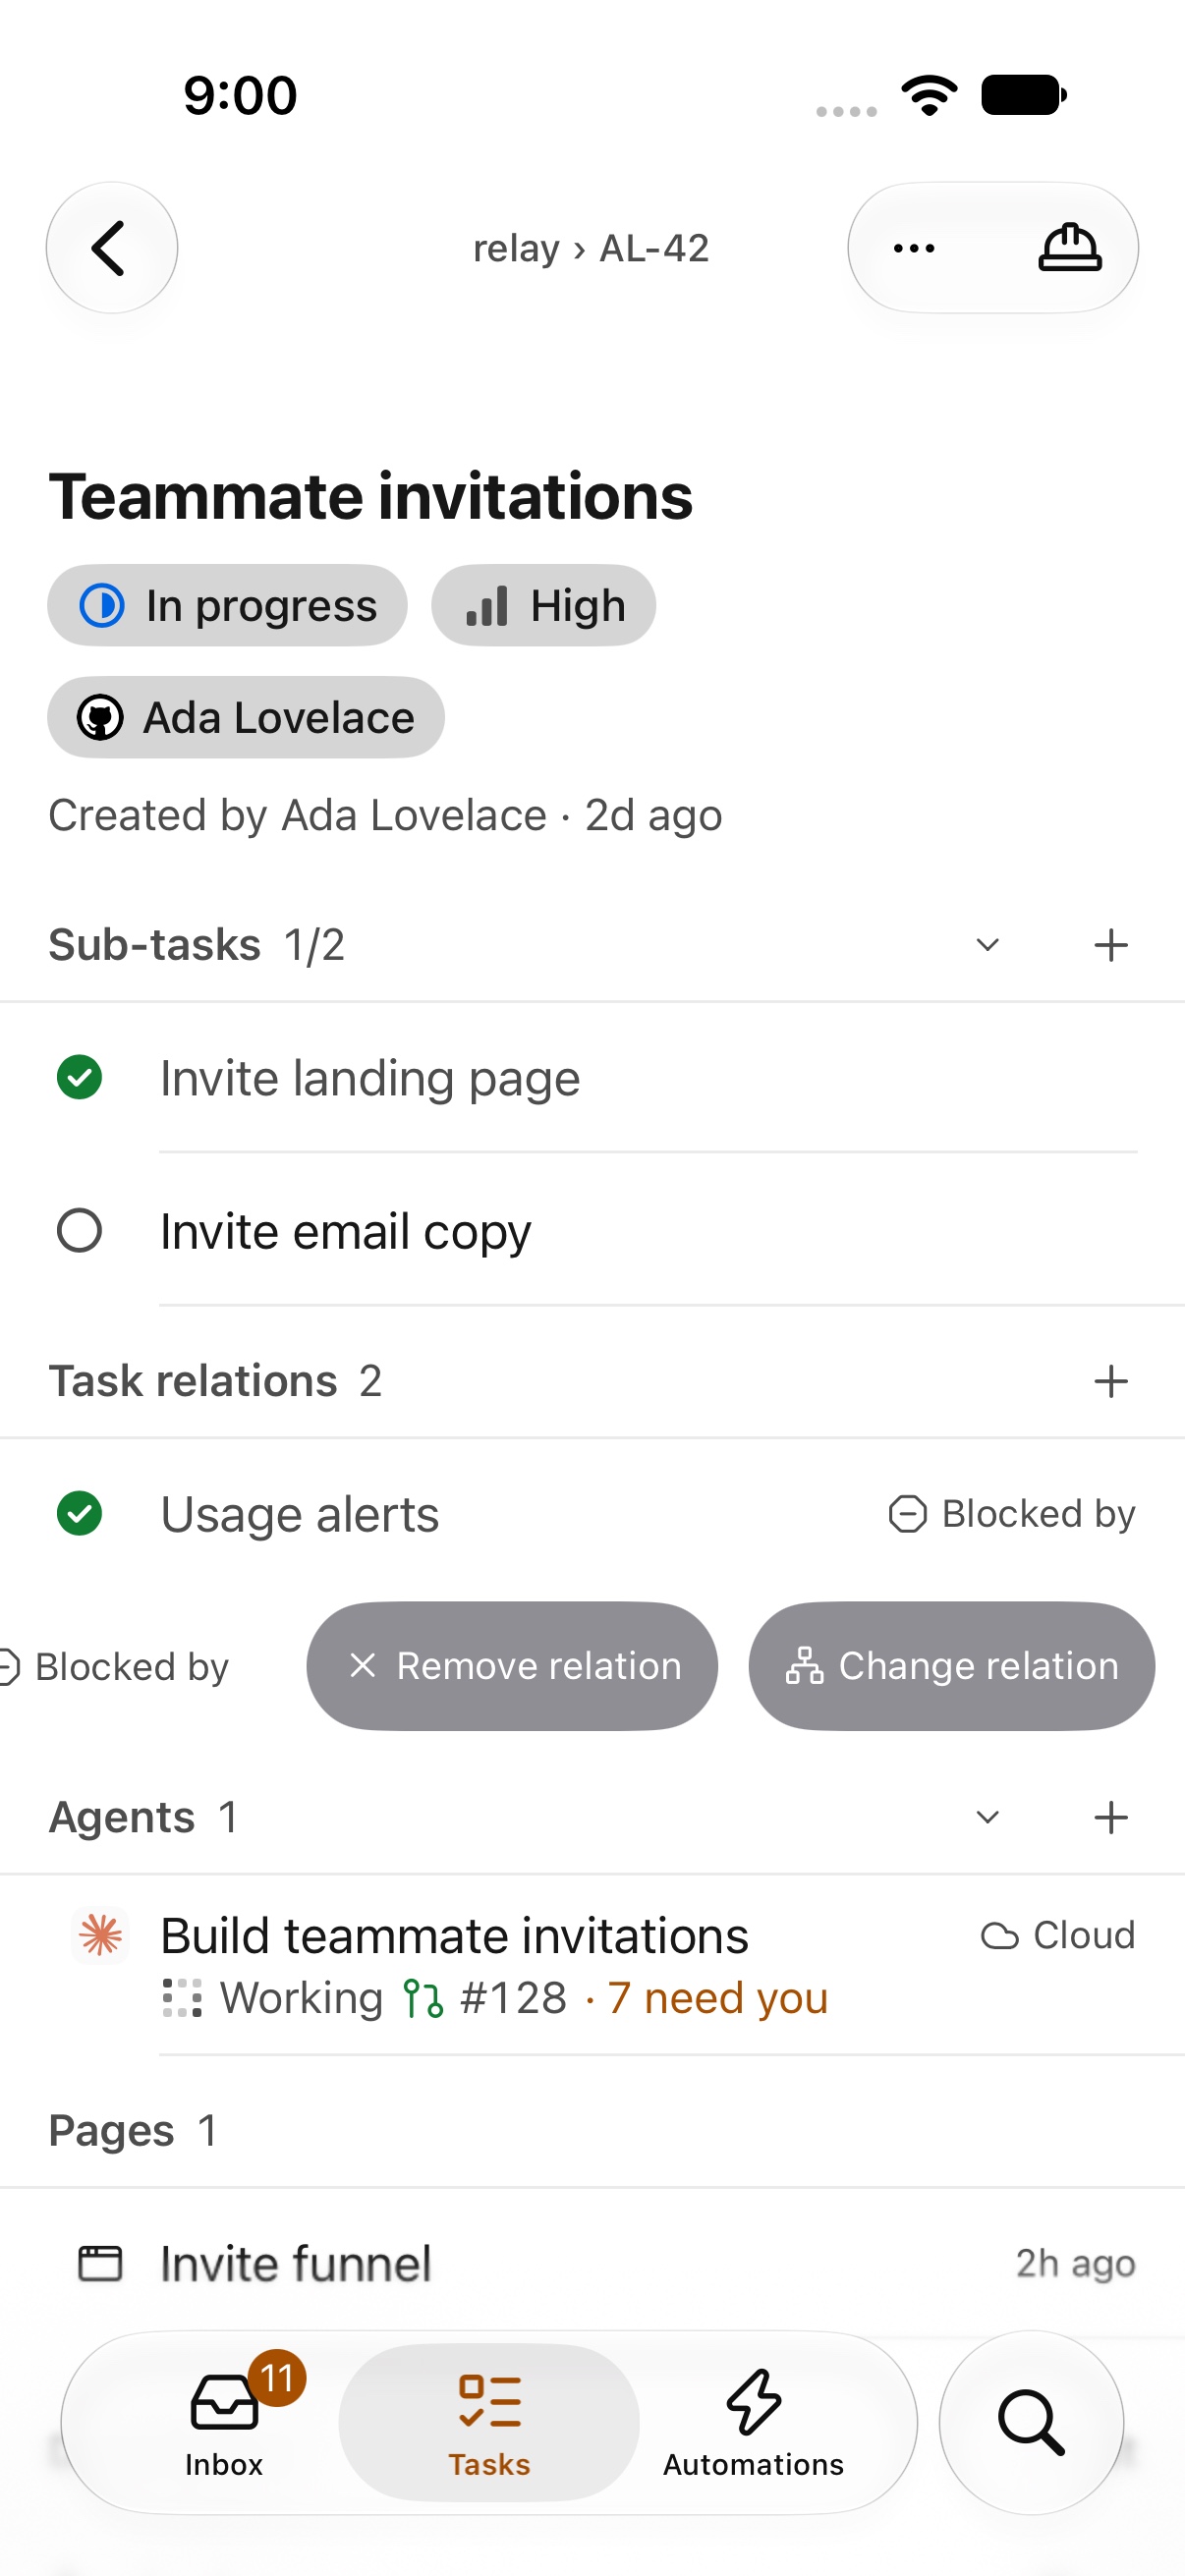 9:00
relay › AL-42
Teammate invitations
In progress
High
Ada Lovelace
Created by Ada Lovelace · 2d ago
Sub-tasks 1/2
Invite landing page
Invite email copy
Task relations 2
Usage alerts Blocked by
Blocked by Remove relation Change relation
Agents 1
Build teammate invitations Cloud
Working #128 · 7 need you
Pages 1
Invite funnel 2h ago
11
Inbox Tasks Automations